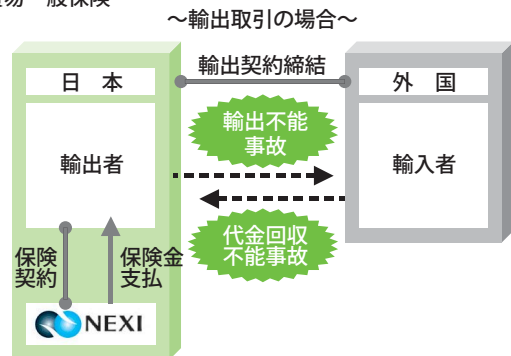 ～輸出取引の場合～
日　本
輸出契約締結
外　国
輸出不能
事故
輸出者
輸入者
代金回収
不能事故
保険
契約
保険金
支払
NEXI